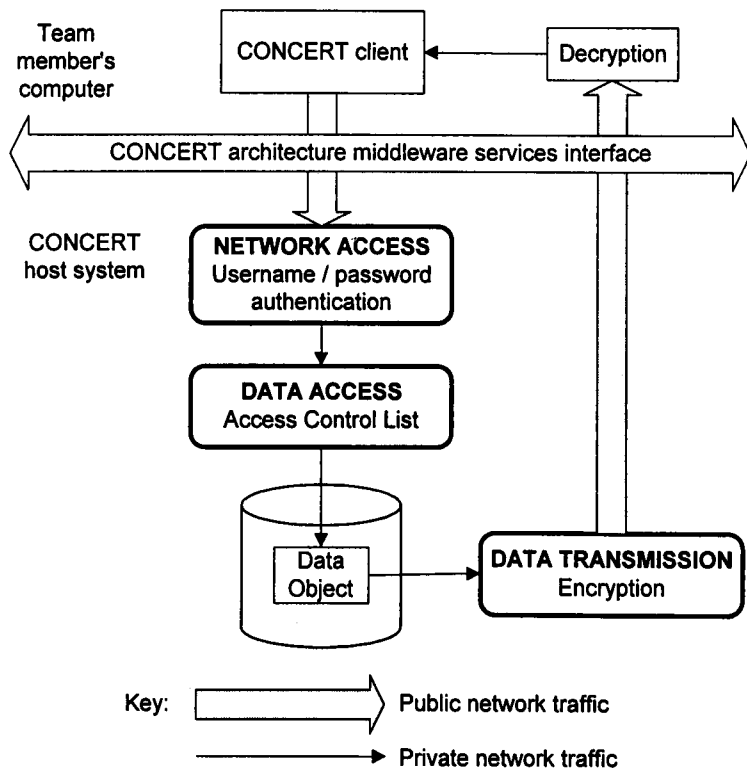 Team
member's
computer
CONCERT client
Decryption
CONCERT architecture middleware services interface
CONCERT
host system
NETWORK ACCESS
Username / password
authentication
DATA ACCESS
Access Control List
Data
Object
DATA TRANSMISSION
Encryption
Key:
Public network traffic
Private network traffic